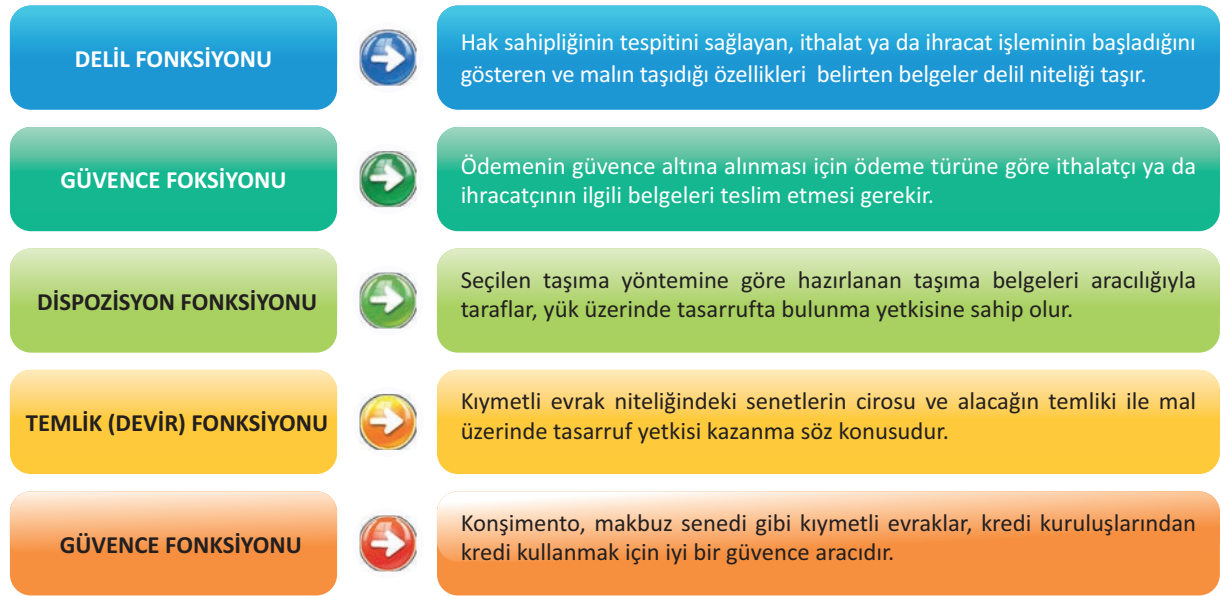 DELİL FONKSİYONU
Hak sahipliğinin tespitini sağlayan, ithalat ya da ihracat işleminin başladığını
gösteren ve malın taşıdığı özellikleri belirten belgeler delil niteliği taşır.
GÜVENCE FOKSİYONU
Ödemenin güvence altına alınması için ödeme türüne göre ithalatçı ya da
ihracatçının ilgili belgeleri teslim etmesi gerekir.
DİSPOZİSYON FONKSİYONU
Seçilen taşıma yöntemine göre hazırlanan taşıma belgeleri aracılığıyla
taraflar, yük üzerinde tasarrufta bulunma yetkisine sahip olur.
TEMLİK (DEVİR) FONKSİYONU
Kıymetli evrak niteliğindeki senetlerin cirosu ve alacağın temliki ile mal
üzerinde tasarruf yetkisi kazanma söz konusudur.
GÜVENCE FONKSİYONU
Konşimento, makbuz senedi gibi kıymetli evraklar, kredi kuruluşlarından
kredi kullanmak için iyi bir güvence aracıdır.